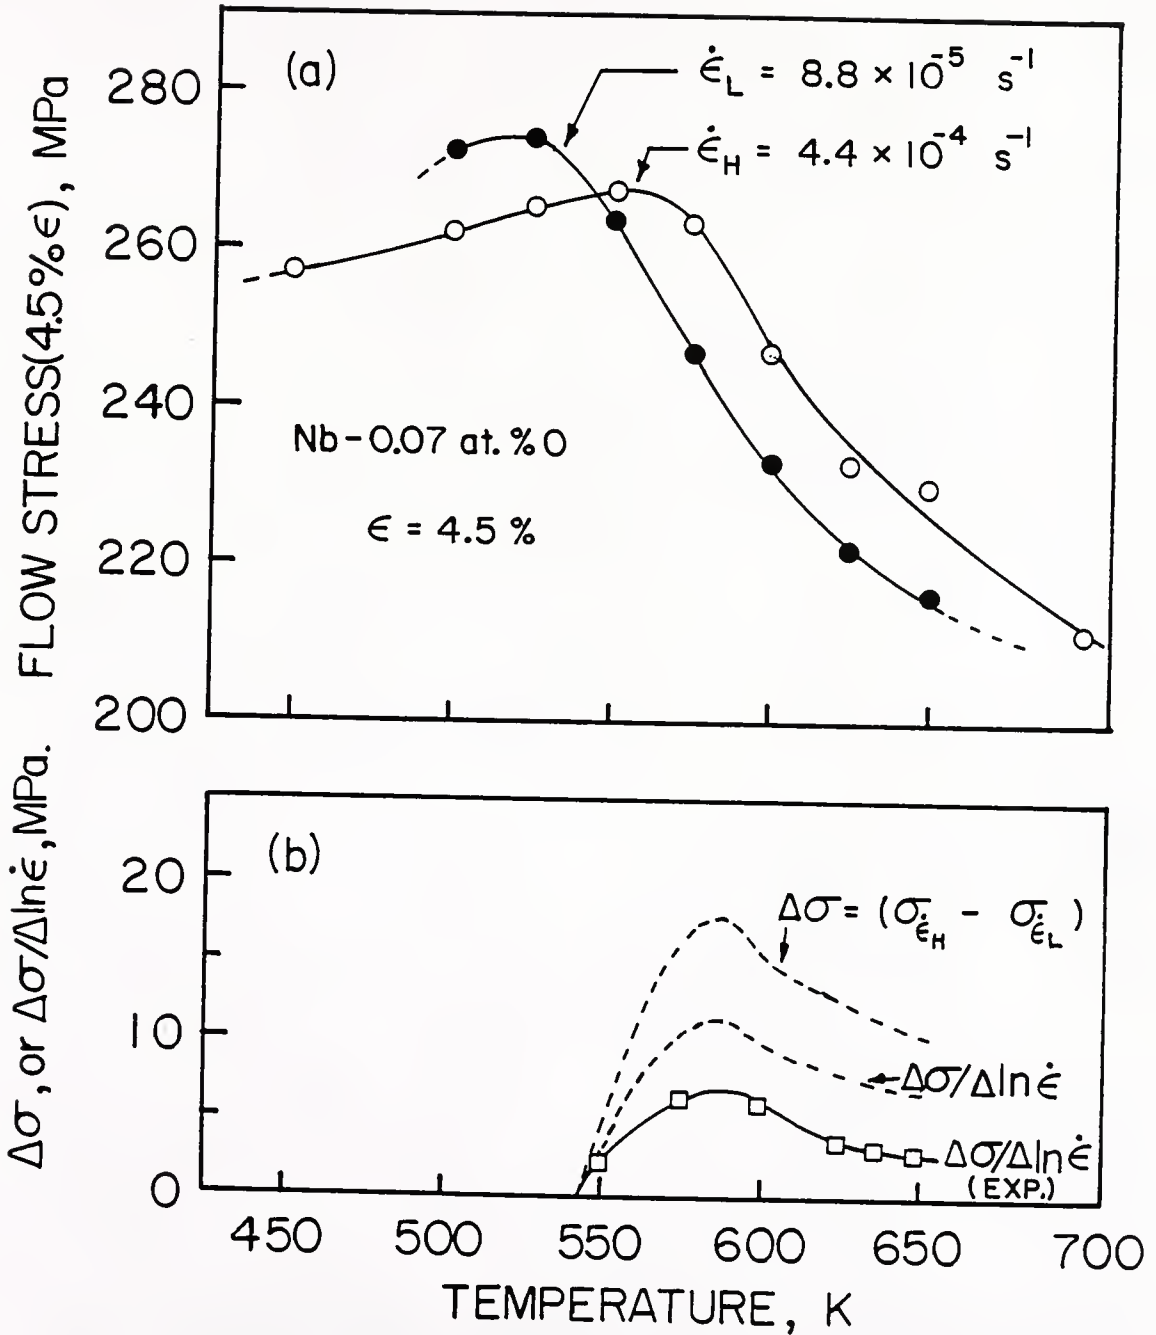 (a)
ε̇L = 8.8 × 10-5 s-1
ε̇H = 4.4 × 10-4 s-1
FLOW STRESS(4.5%ϵ), MPa
280
260
240
220
200
Nb-0.07 at.%O
ϵ = 4.5 %
(b)
Δσ, or Δσ/Δlnε̇, MPa.
20
10
0
Δσ = (σε̇H - σε̇L)
Δσ/Δln ε̇
Δσ/Δln ε̇
(EXP.)
450 500 550 600 650 700
TEMPERATURE, K